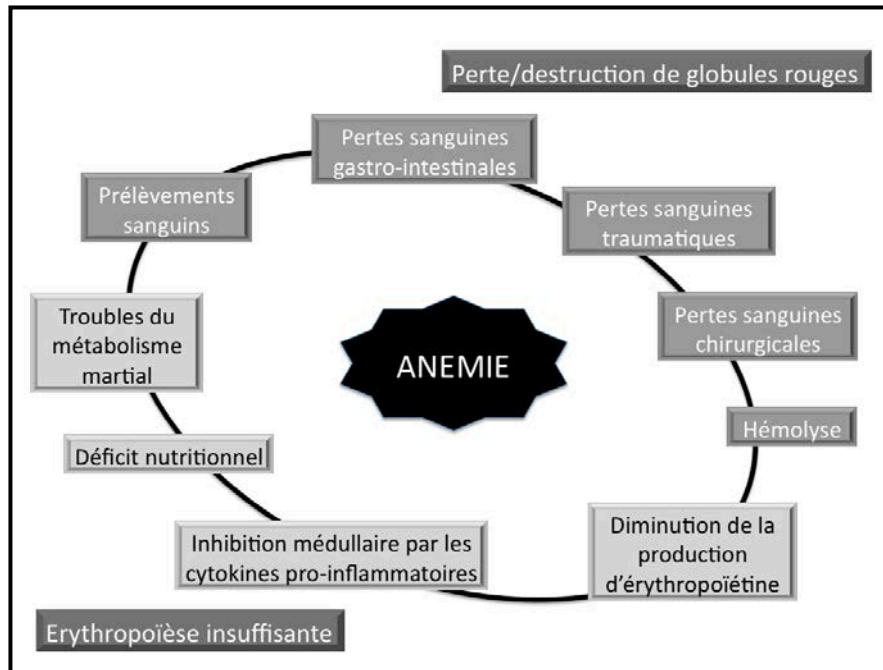 Perte/destruction de globules rouges
Pertes sanguines
gastro-intestinales
Prélèvements
sanguins
Pertes sanguines
traumatiques
Troubles du
métabolisme
martial
Pertes sanguines
chirurgicales
ANEMIE
Hémolyse
Déficit nutritionnel
Inhibition médullaire par les
cytokines pro-inflammatoires
Diminution de la
production
d'érythropoïétine
Erythropoïèse insuffisante